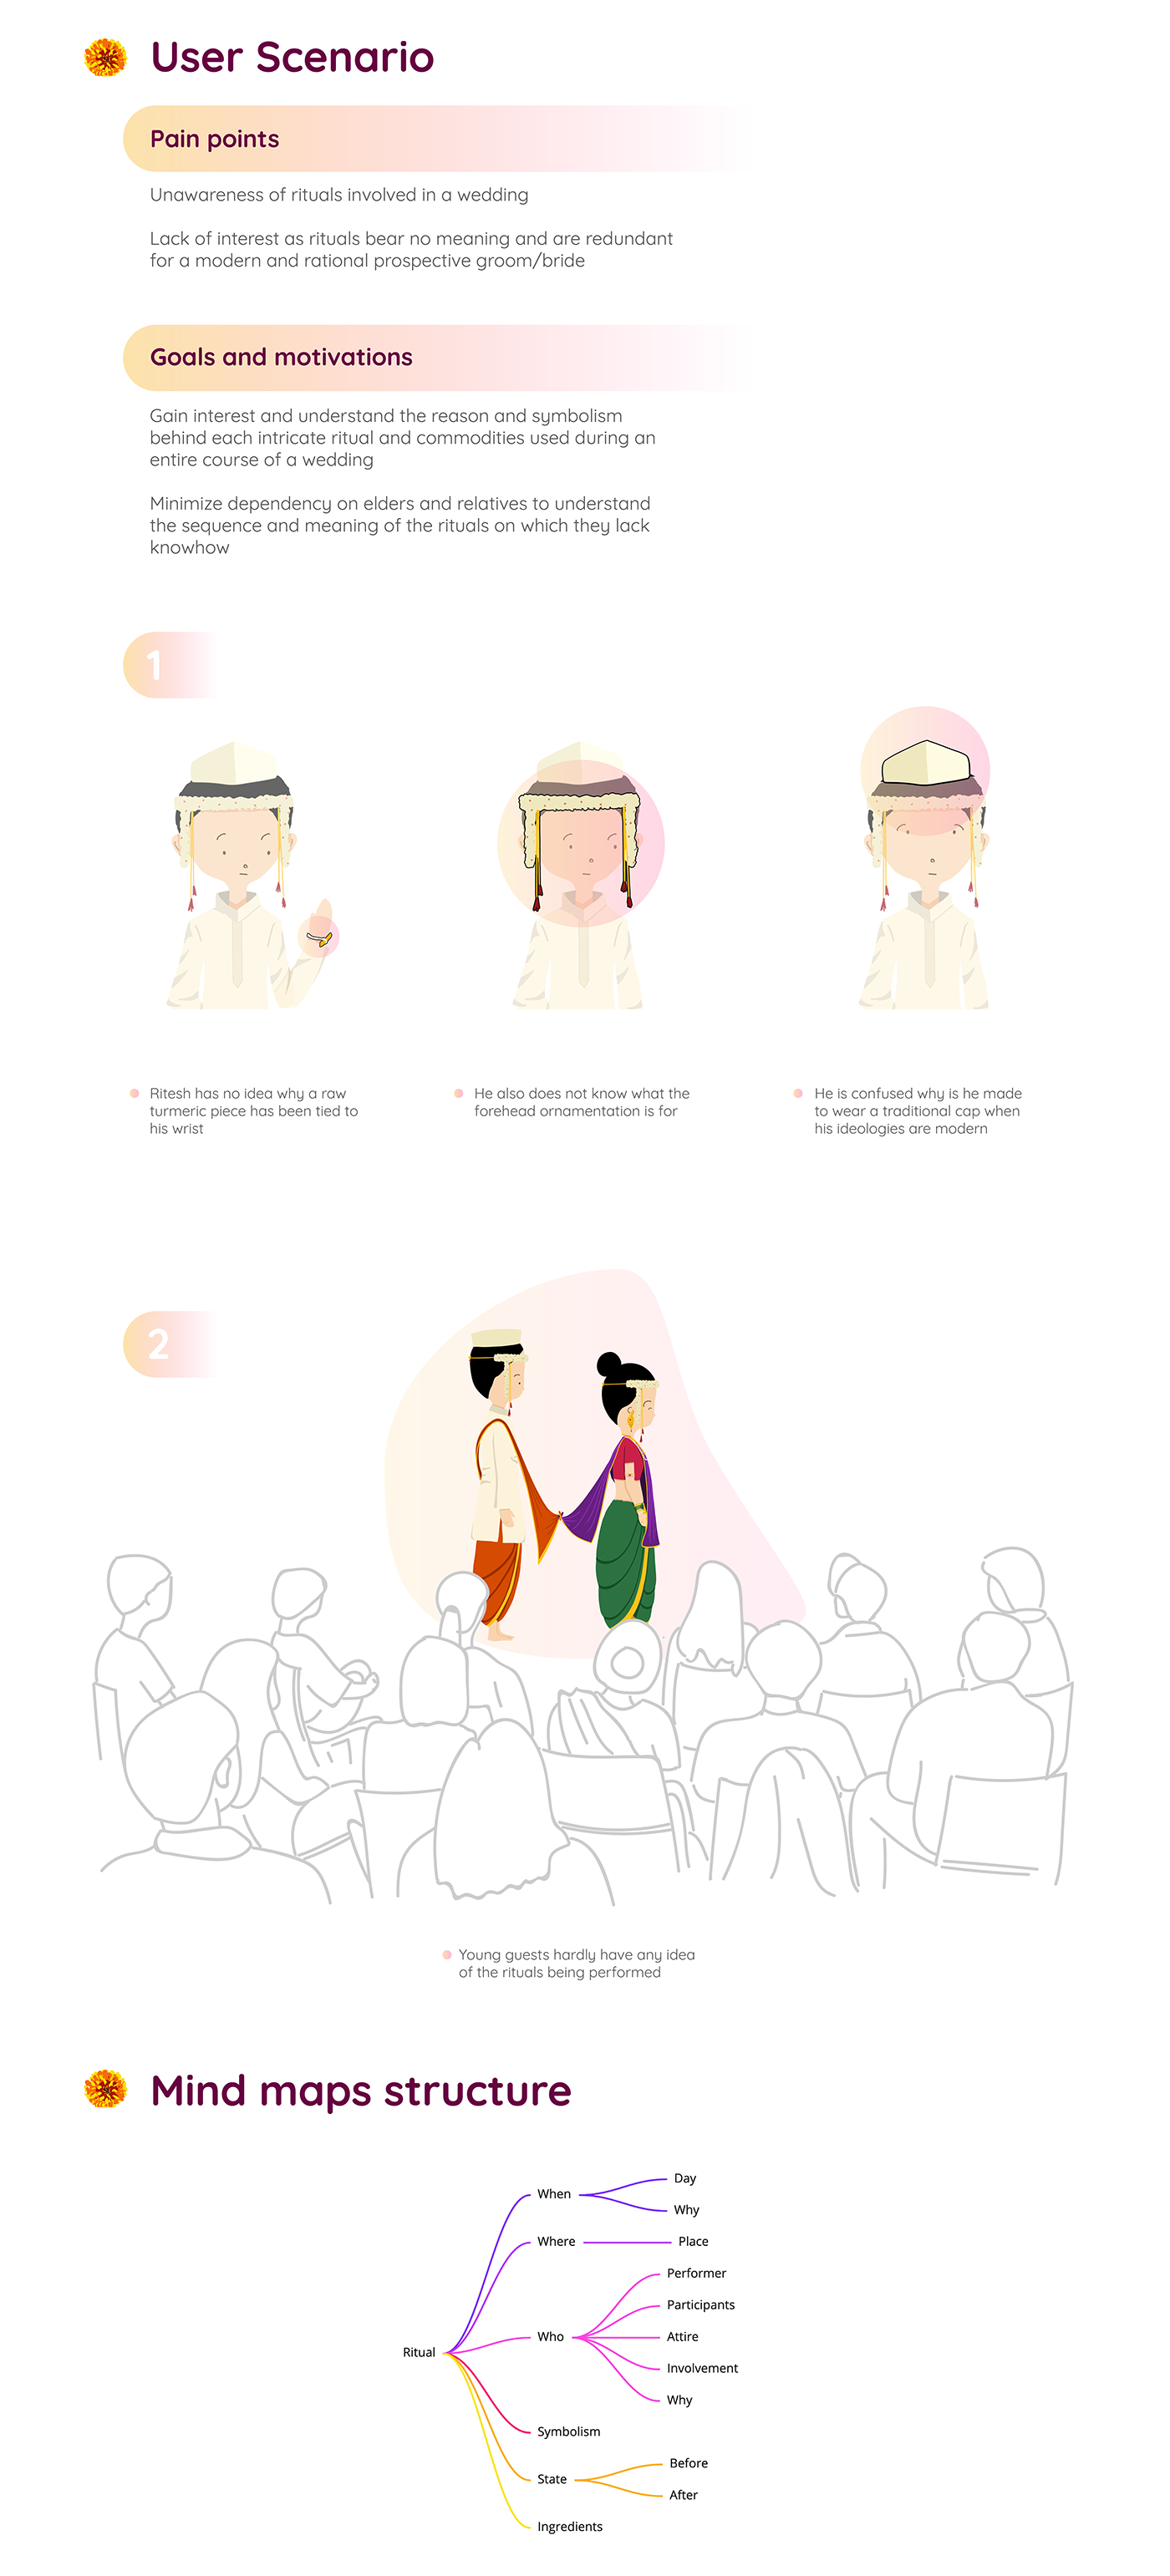 User Scenario
Pain points
Unawareness of rituals involved in a wedding
Lack of interest as rituals bear no meaning and are redundant
for a modern and rational prospective groom/bride
Goals and motivations
Gain interest and understand the reason and symbolism
behind each intricate ritual and commodities used during an
entire course of a wedding
Minimize dependency on elders and relatives to understand
the sequence and meaning of the rituals on which they lack
knowhow
1
Ritesh has no idea why a raw
turmeric piece has been tied to
his wrist
He also does not know what the
forehead ornamentation is for
He is confused why is he made
to wear a traditional cap when
his ideologies are modern
2
Young guests hardly have any idea
of the rituals being performed
Mind maps structure
Ritual
When
Day
Why
Where
Place
Who
Performer
Participants
Attire
Involvement
Why
Symbolism
State
Before
After
Ingredients